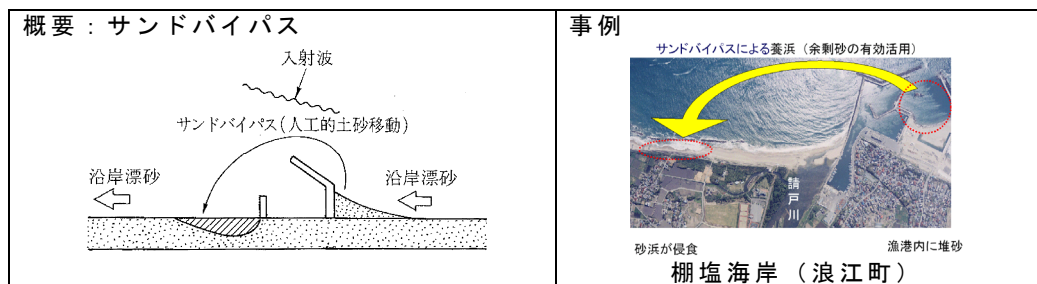 概要：サンドバイパス
入射波
サンドバイパス(人工的土砂移動)
沿岸漂砂
沿岸漂砂
事例
サンドバイパスによる養浜（余剰砂の有効活用）
請戸川
砂浜が侵食
漁港内に堆砂
棚塩海岸（浪江町）